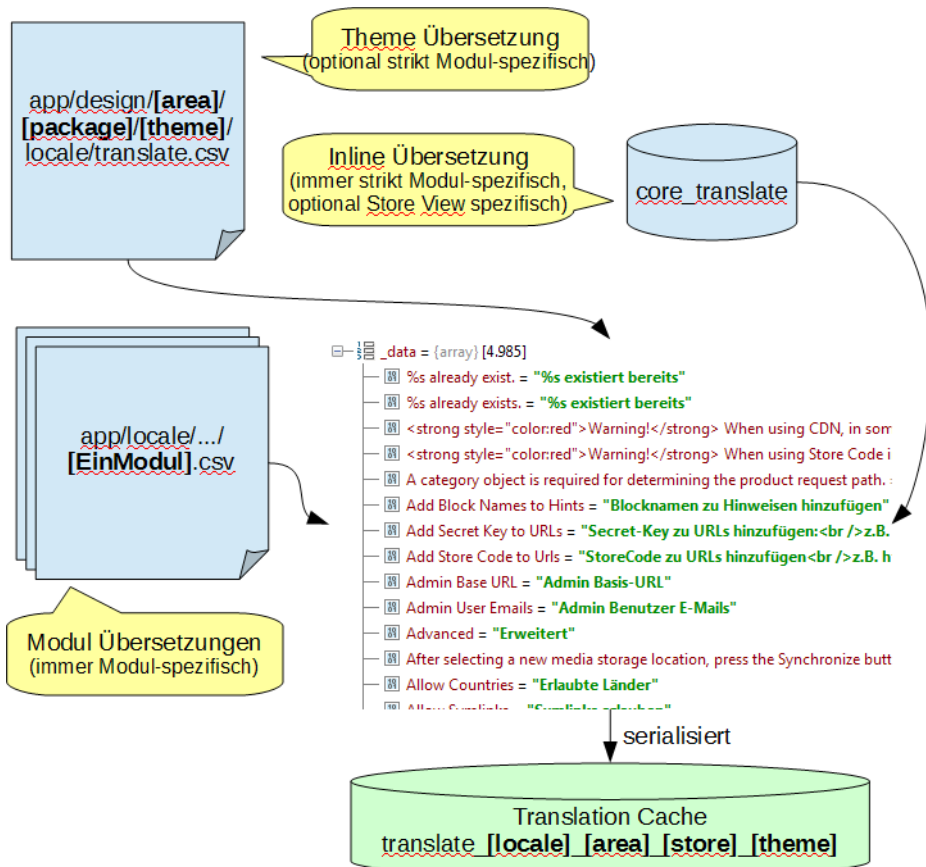 Theme Übersetzung
(optional strikt Modul-spezifisch)
app/design/[area]/
[package]/[theme]/
locale/translate.csv
Inline Übersetzung
(immer strikt Modul-spezifisch,
optional Store View spezifisch)
core_translate
_data = {array} [4.985]
%s already exist. = "%s existiert bereits"
%s already exists. = "%s existiert bereits"
<strong style="color:red">Warning!</strong> When using CDN, in som
<strong style="color:red">Warning!</strong> When using Store Code i
A category object is required for determining the product request path.
Add Block Names to Hints = "Blocknamen zu Hinweisen hinzufügen"
Add Secret Key to URLs = "Secret-Key zu URLs hinzufügen:<br />z.B.
Add Store Code to Urls = "StoreCode zu URLs hinzufügen<br />z.B. h
Admin Base URL = "Admin Basis-URL"
Admin User Emails = "Admin Benutzer E-Mails"
Advanced = "Erweitert"
After selecting a new media storage location, press the Synchronize butt
Allow Countries = "Erlaubte Länder"
Allow Symlinks = "Symlinks erlauben"
app/locale/.../
[EinModul].csv
Modul Übersetzungen
(immer Modul-spezifisch)
serialisiert
Translation Cache
translate_[locale]_[area]_[store]_[theme]